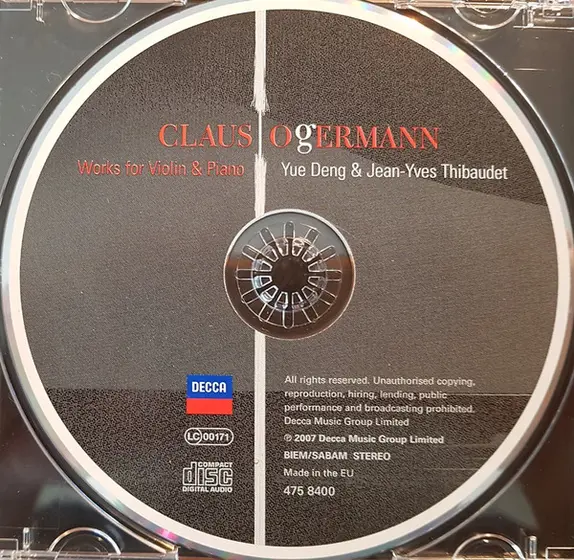 CLAUS OgERMANN
Works for Violin & Piano Yue Deng & Jean-Yves Thibaudet
DECCA
LC 00171
COMPACT
disc
DIGITAL AUDIO
All rights reserved. Unauthorised copying,
reproduction, hiring, lending, public
performance and broadcasting prohibited.
Decca Music Group Limited
℗ 2007 Decca Music Group Limited
BIEM/SABAM STEREO
Made in the EU
475 8400